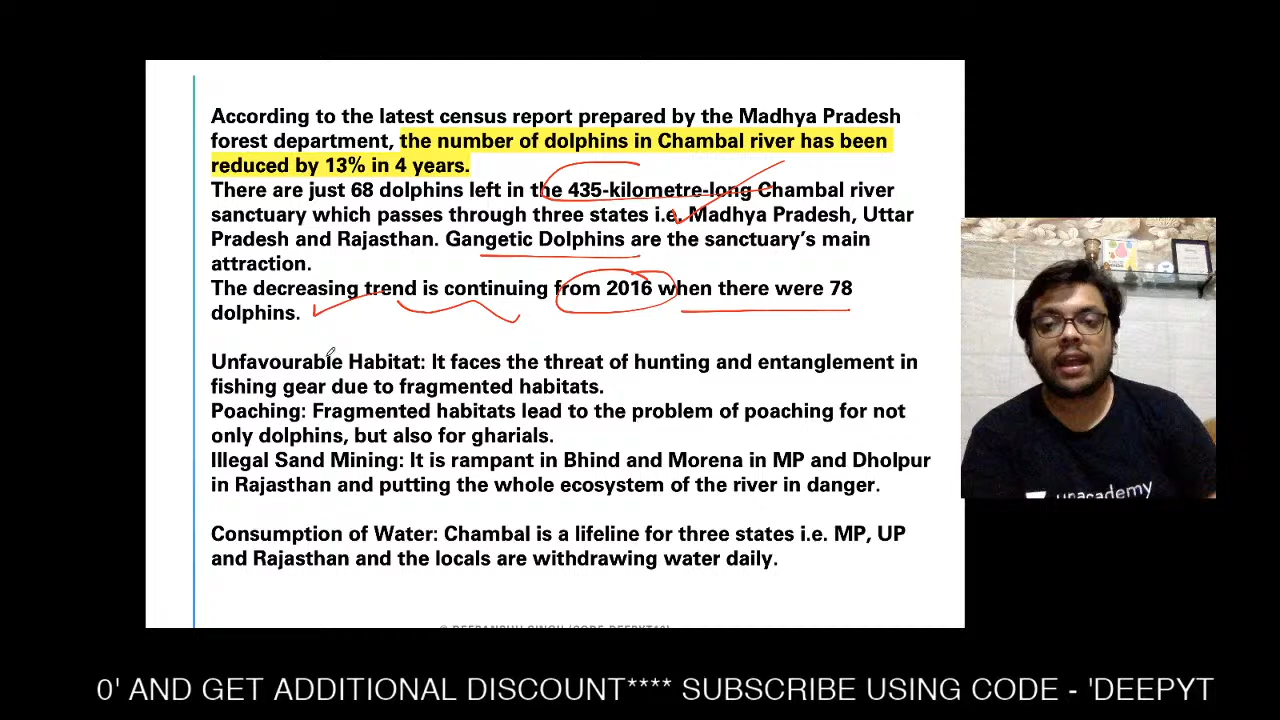 According to the latest census report prepared by the Madhya Pradesh
forest department, the number of dolphins in Chambal river has been
reduced by 13% in 4 years.
There are just 68 dolphins left in the 435-kilometre-long Chambal river
sanctuary which passes through three states i.e. Madhya Pradesh, Uttar
Pradesh and Rajasthan. Gangetic Dolphins are the sanctuary's main
attraction.
The decreasing trend is continuing from 2016 when there were 78
dolphins.
Unfavourable Habitat: It faces the threat of hunting and entanglement in
fishing gear due to fragmented habitats.
Poaching: Fragmented habitats lead to the problem of poaching for not
only dolphins, but also for gharials.
Illegal Sand Mining: It is rampant in Bhind and Morena in MP and Dholpur
in Rajasthan and putting the whole ecosystem of the river in danger.
Consumption of Water: Chambal is a lifeline for three states i.e. MP, UP
and Rajasthan and the locals are withdrawing water daily.
unacademy
0' AND GET ADDITIONAL DISCOUNT**** SUBSCRIBE USING CODE - 'DEEPYT